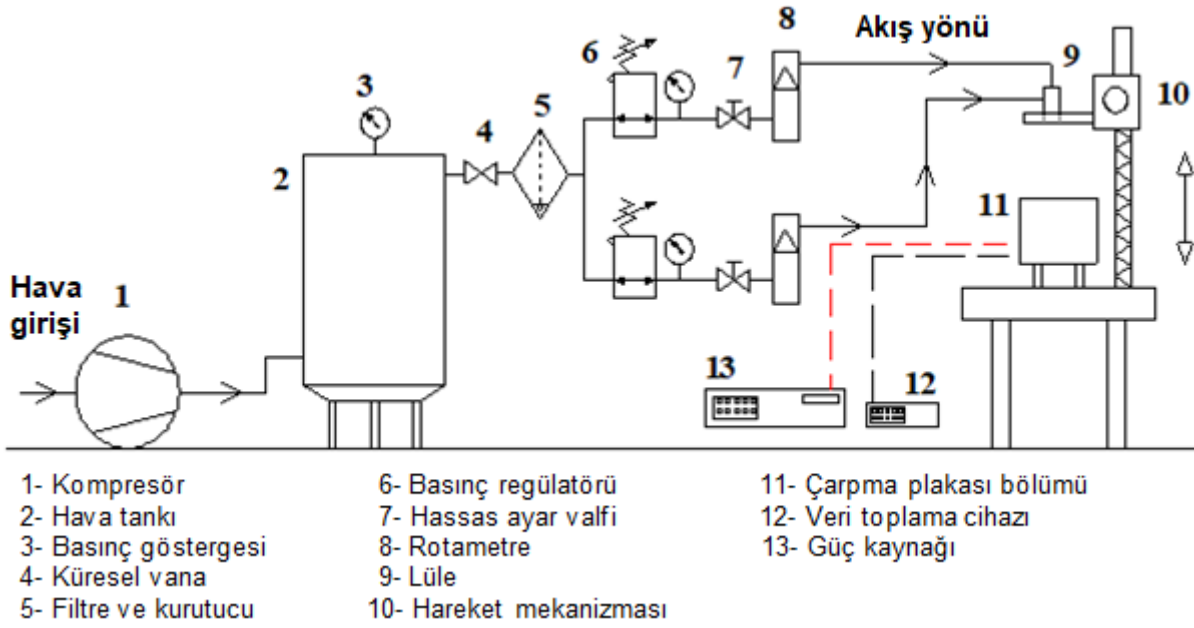 8
Akış yönü
9
6
7
3
5
10
4
2
11
Hava
girişi
1
13
12
1- Kompresör
2- Hava tankı
3- Basınç göstergesi
4- Küresel vana
5- Filtre ve kurutucu
6- Basınç regülatörü
7- Hassas ayar valfi
8- Rotametre
9- Lüle
10- Hareket mekanizması
11- Çarpma plakası bölümü
12- Veri toplama cihazı
13- Güç kaynağı